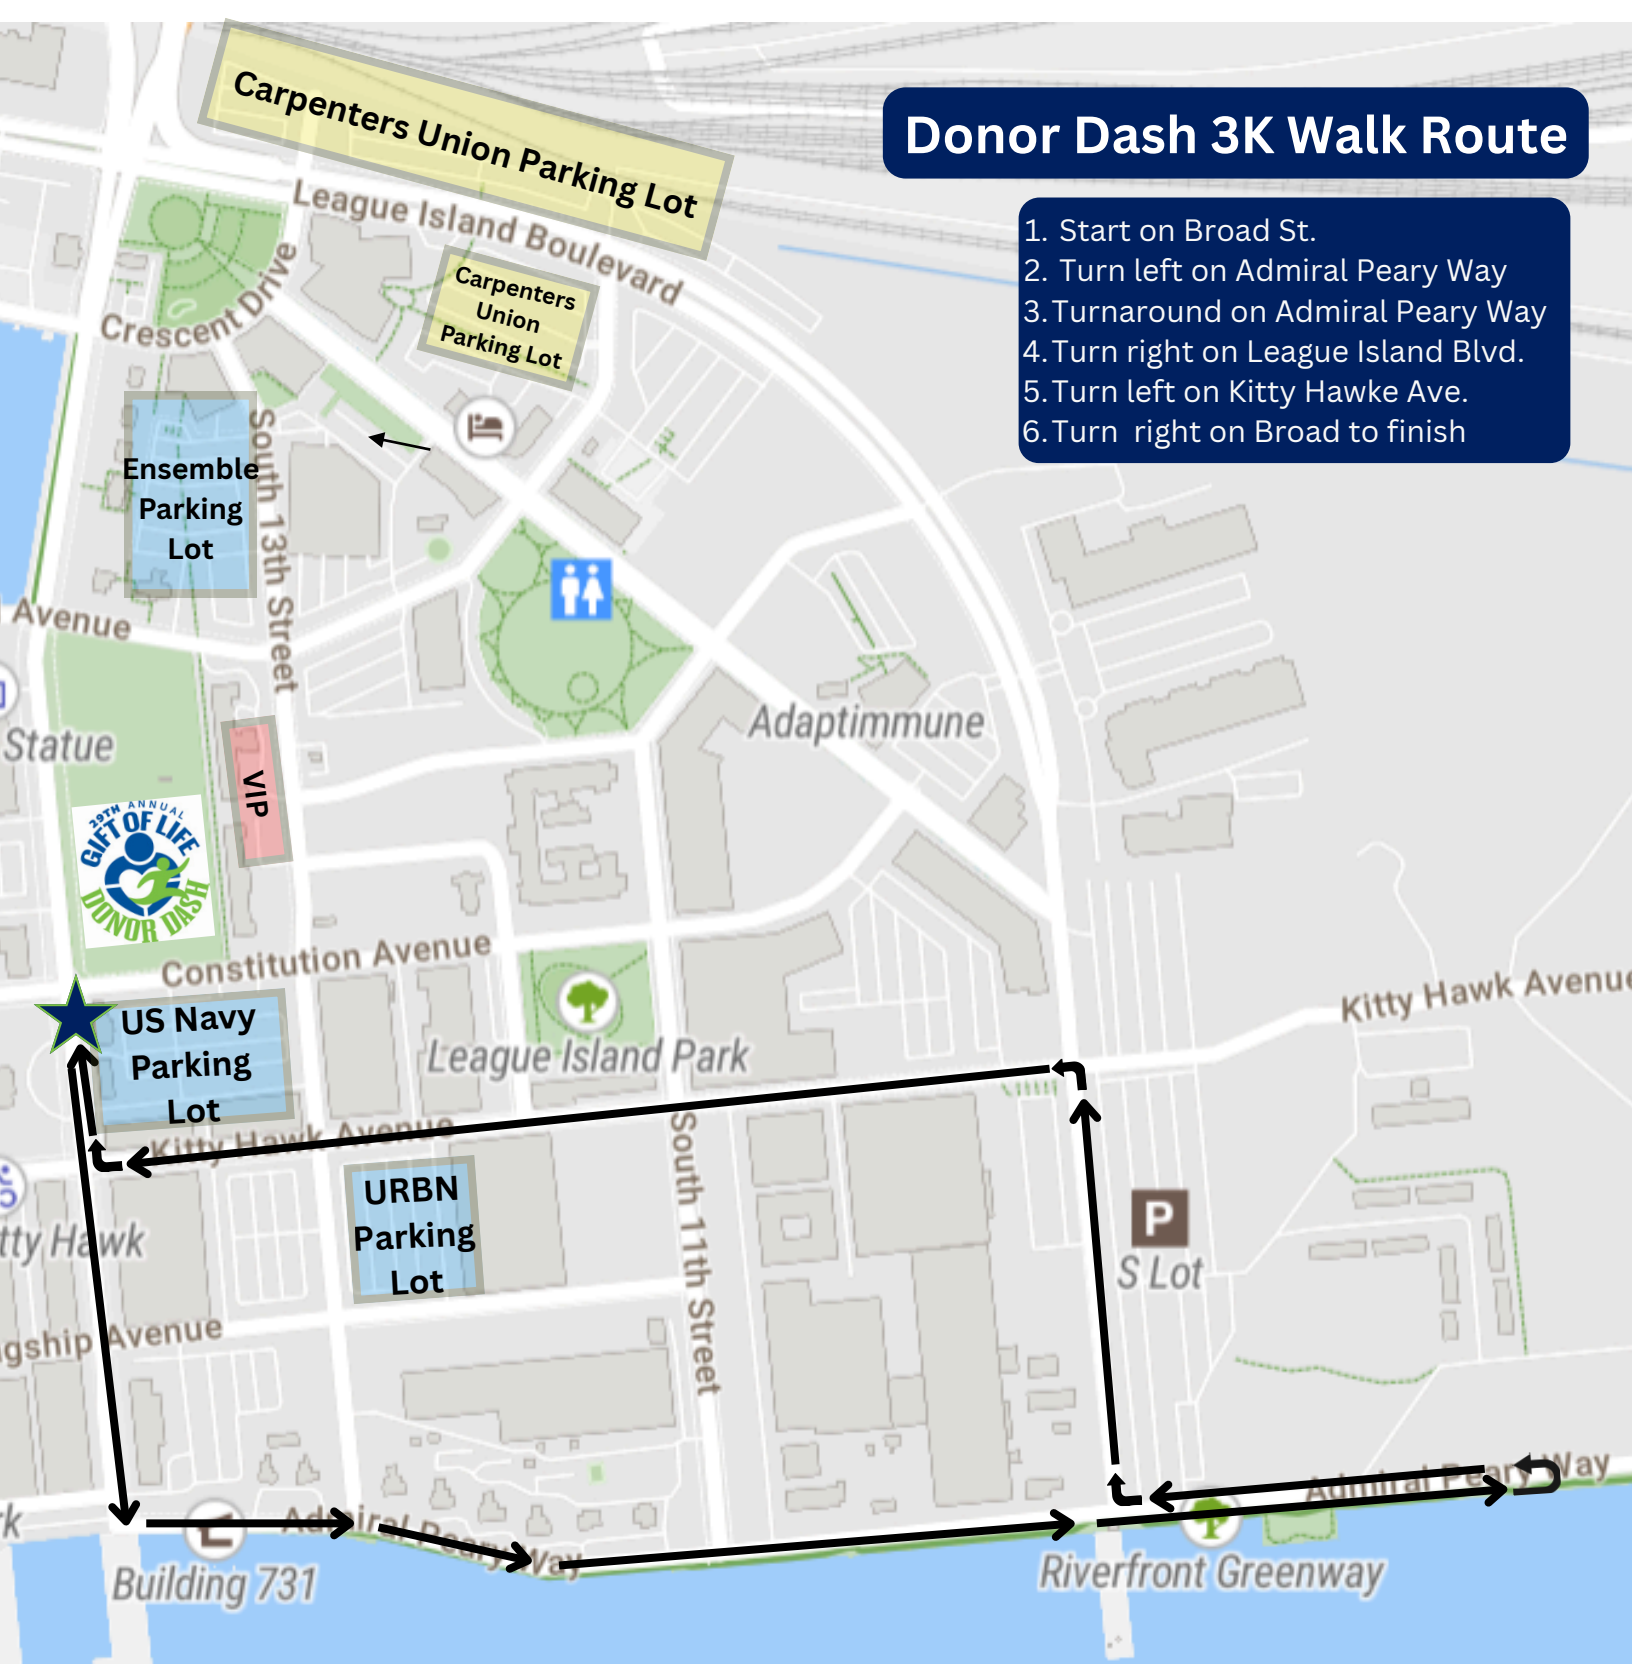 Carpenters Union Parking Lot
Donor Dash 3K Walk Route
1. Start on Broad St.
2. Turn left on Admiral Peary Way
3. Turnaround on Admiral Peary Way
4. Turn right on League Island Blvd.
5. Turn left on Kitty Hawke Ave.
6. Turn right on Broad to finish
League Island Boulevard
Carpenters
Union
Parking Lot
Crescent Drive
Ensemble
Parking
Lot
South 13th Street
Avenue
Statue
Adaptimmune
VIP
29TH ANNUAL
GIFT OF LIFE
DONOR DASH
Constitution Avenue
Kitty Hawk Avenue
US Navy
Parking
Lot
League Island Park
Kitty Hawk Avenue
URBN
Parking
Lot
South 11th Street
P
S Lot
tty Hawk
gship Avenue
Admiral Peary Way
rk
Admiral Peary Way
Building 731
Riverfront Greenway